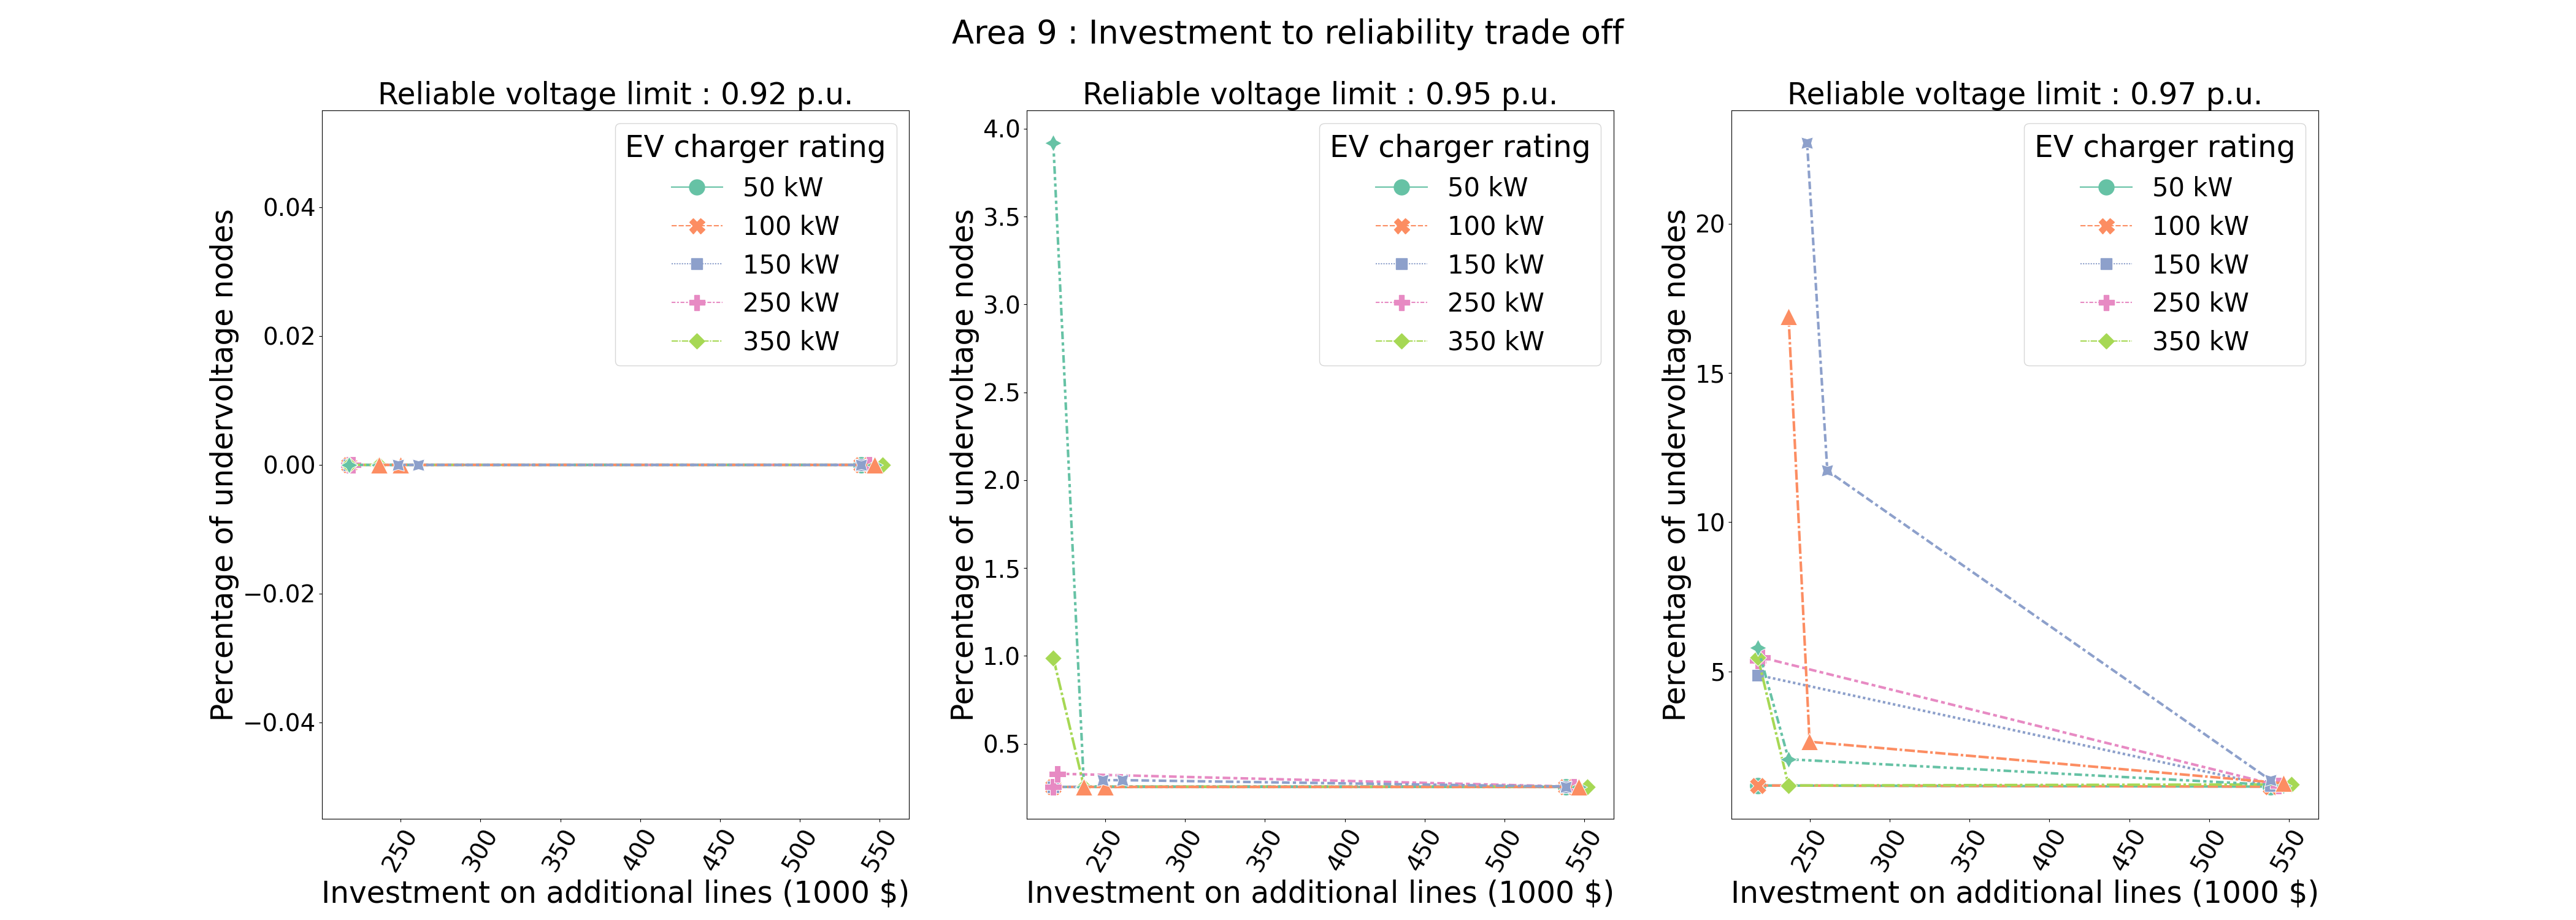 Area 9 : Investment to reliability trade off
Reliable voltage limit : 0.92 p.u.
Percentage of undervoltage nodes
0.04
0.02
0.00
−0.02
−0.04
EV charger rating
50 kW
100 kW
150 kW
250 kW
350 kW
250
300
350
400
450
500
550
Investment on additional lines (1000 $)
Reliable voltage limit : 0.95 p.u.
Percentage of undervoltage nodes
4.0
3.5
3.0
2.5
2.0
1.5
1.0
0.5
EV charger rating
50 kW
100 kW
150 kW
250 kW
350 kW
250
300
350
400
450
500
550
Investment on additional lines (1000 $)
Reliable voltage limit : 0.97 p.u.
Percentage of undervoltage nodes
20
15
10
5
EV charger rating
50 kW
100 kW
150 kW
250 kW
350 kW
250
300
350
400
450
500
550
Investment on additional lines (1000 $)